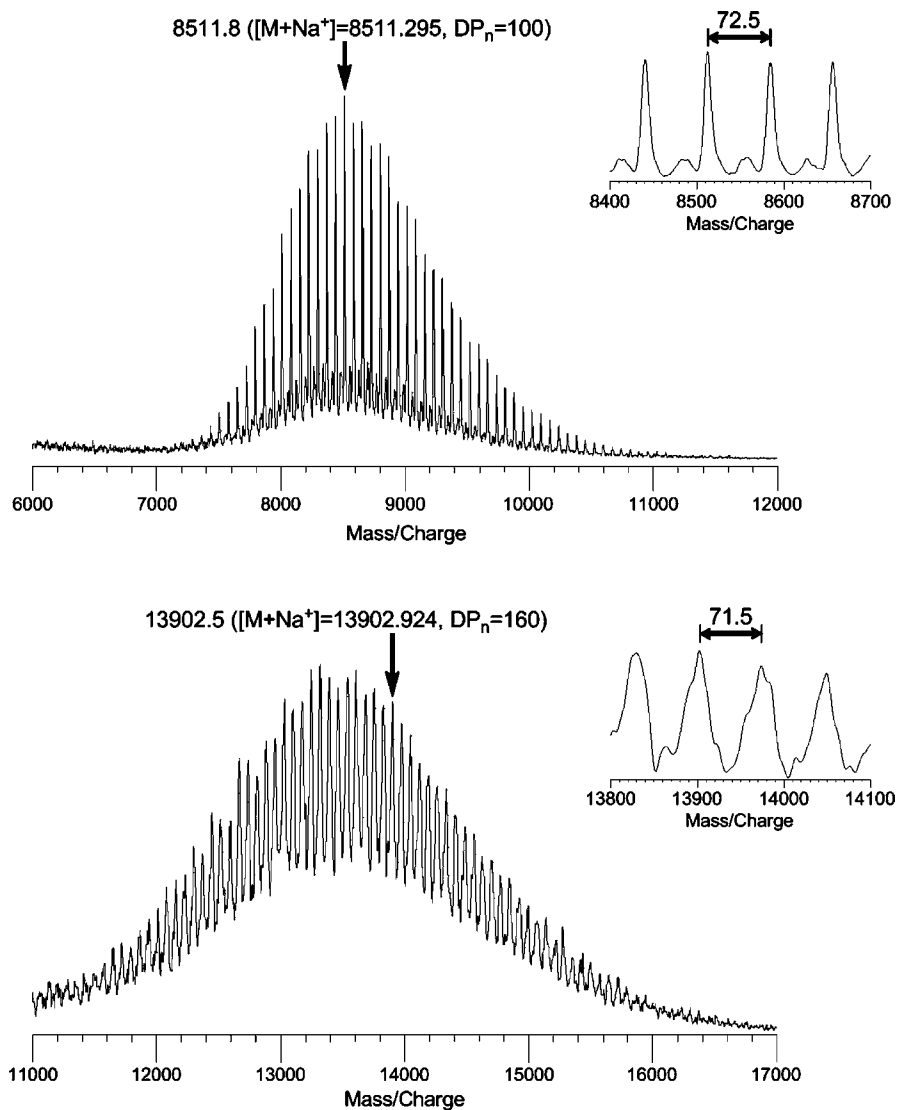 8511.8 ([M+Na⁺]=8511.295, DPₙ=100)
72.5
8400 8500 8600 8700
Mass/Charge
6000 7000 8000 9000 10000 11000 12000
Mass/Charge
13902.5 ([M+Na⁺]=13902.924, DPₙ=160)
71.5
13800 13900 14000 14100
Mass/Charge
11000 12000 13000 14000 15000 16000 17000
Mass/Charge